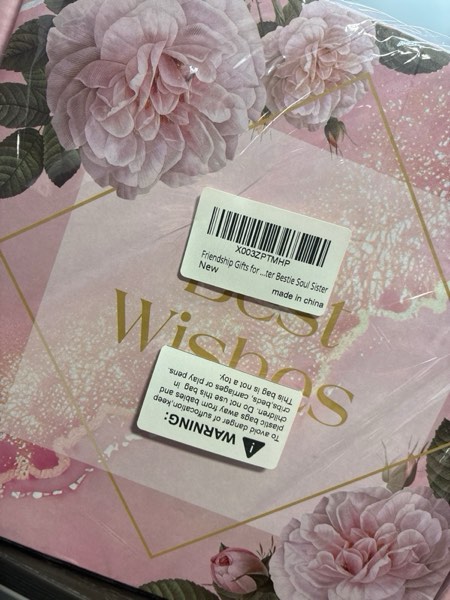 X003ZPTMHP
Friendship Gifts for ...ter Bestie Soul Sister
New
made in china
Best
Wishes
WARNING:
To avoid danger of suffocation,keep
plastic bags away from babies and
children. Do not use this bag in
cribs,beds, carriages or play pens.
This bag is not a toy.